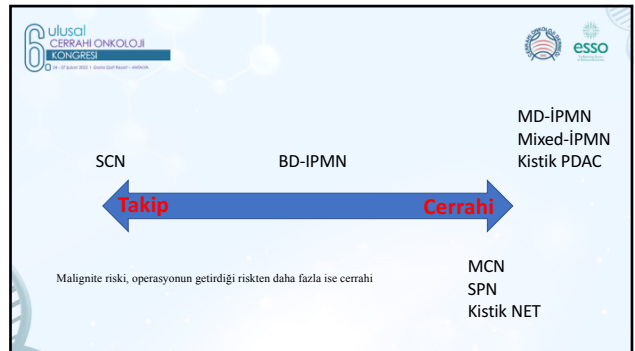 6. ulusal
CERRAHİ ONKOLOJİ
KONGRESİ
esso
MD-İPMN
Mixed-İPMN
Kistik PDAC
SCN
BD-IPMN
Takip
Cerrahi
Malignite riski, operasyonun getirdiği riskten daha fazla ise cerrahi
MCN
SPN
Kistik NET